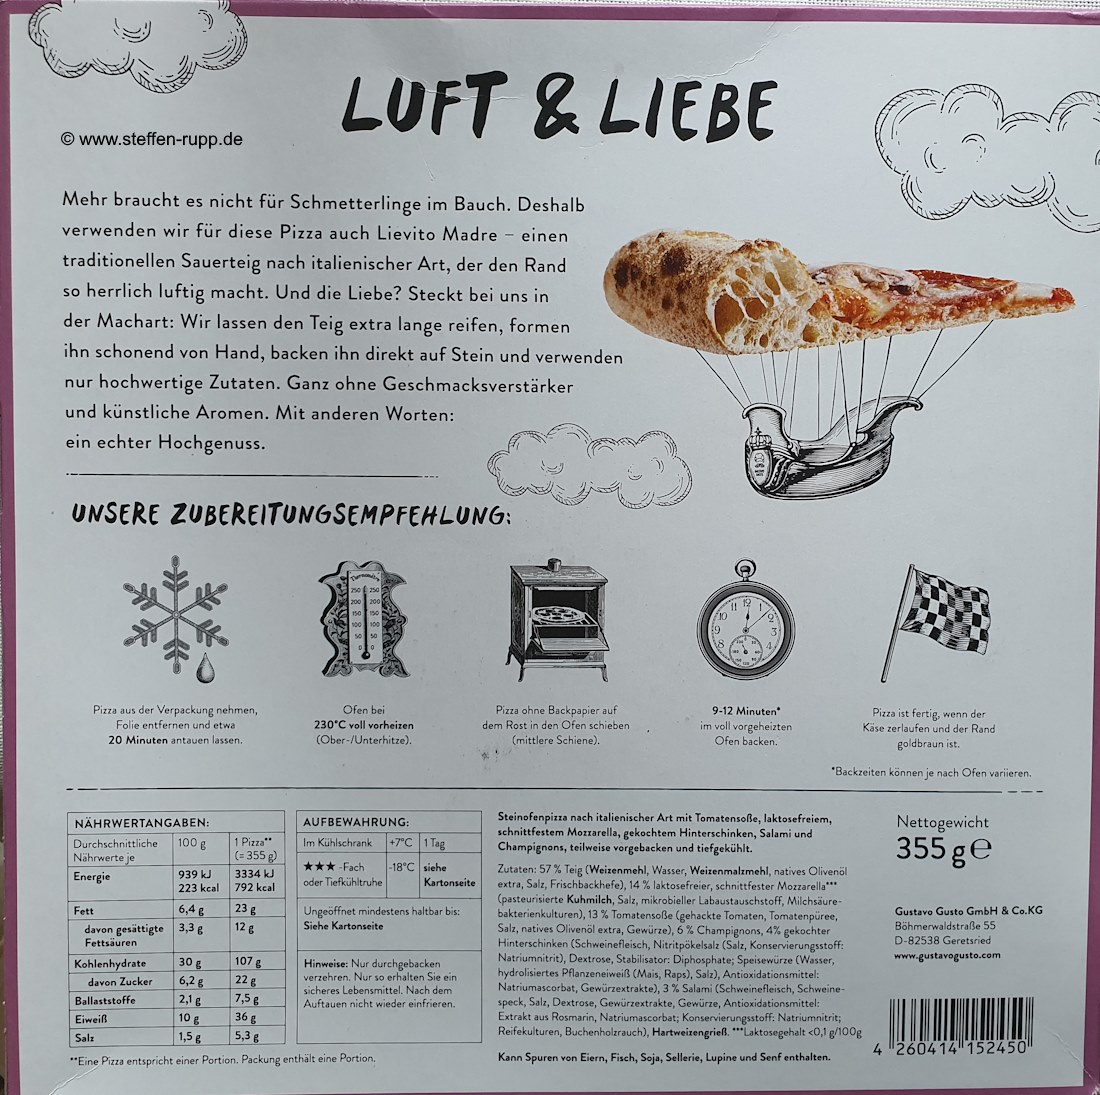 LUFT & LIEBE
© www.steffen-rupp.de
Mehr braucht es nicht für Schmetterlinge im Bauch. Deshalb
verwenden wir für diese Pizza auch Lievito Madre – einen
traditionellen Sauerteig nach italienischer Art, der den Rand
so herrlich luftig macht. Und die Liebe? Steckt bei uns in
der Machart: Wir lassen den Teig extra lange reifen, formen
ihn schonend von Hand, backen ihn direkt auf Stein und verwenden
nur hochwertige Zutaten. Ganz ohne Geschmacksverstärker
und künstliche Aromen. Mit anderen Worten:
ein echter Hochgenuss.
UNSERE ZUBEREITUNGSEMPFEHLUNG:
Pizza aus der Verpackung nehmen,
Folie entfernen und etwa
20 Minuten antauen lassen.
Ofen bei
230°C voll vorheizen
(Ober-/Unterhitze).
Pizza ohne Backpapier auf
dem Rost in den Ofen schieben
(mittlere Schiene).
9-12 Minuten*
im voll vorgeheizten
Ofen backen.
Pizza ist fertig, wenn der
Käse zerlaufen und der Rand
goldbraun ist.
*Backzeiten können je nach Ofen variieren.
NÄHRWERTANGABEN:
Durchschnittliche Nährwerte je 100 g 1 Pizza** (= 355 g)
Energie 939 kJ 3334 kJ
223 kcal 792 kcal
Fett 6,4 g 23 g
davon gesättigte Fettsäuren 3,3 g 12 g
Kohlenhydrate 30 g 107 g
davon Zucker 6,2 g 22 g
Ballaststoffe 2,1 g 7,5 g
Eiweiß 10 g 36 g
Salz 1,5 g 5,3 g
**Eine Pizza entspricht einer Portion. Packung enthält eine Portion.
AUFBEWAHRUNG:
Im Kühlschrank +7°C 1 Tag
★★★ -Fach oder Tiefkühltruhe -18°C siehe Kartonseite
Ungeöffnet mindestens haltbar bis:
Siehe Kartonseite
Hinweise: Nur durchgebacken
verzehren. Nur so erhalten Sie ein
sicheres Lebensmittel. Nach dem
Auftauen nicht wieder einfrieren.
Steinofenpizza nach italienischer Art mit Tomatensoße, laktosefreiem,
schnittfestem Mozzarella, gekochtem Hinterschinken, Salami und
Champignons, teilweise vorgebacken und tiefgekühlt.
Zutaten: 57 % Teig (Weizenmehl, Wasser, Weizenmalzmehl, natives Olivenöl
extra, Salz, Frischbackhefe), 14 % laktosefreier, schnittfester Mozzarella***
(pasteurisierte Kuhmilch, Salz, mikrobieller Labaustauschstoff, Milchsäure-
bakterienkulturen), 13 % Tomatensoße (gehackte Tomaten, Tomatenpüree,
Salz, natives Olivenöl extra, Gewürze), 6 % Champignons, 4% gekochter
Hinterschinken (Schweinefleisch, Nitritpökelsalz (Salz, Konservierungsstoff:
Natriumnitrit), Dextrose, Stabilisator: Diphosphate; Speisewürze (Wasser,
hydrolisiertes Pflanzeneiweiß (Mais, Raps), Salz), Antioxidationsmittel:
Natriumascorbat, Gewürzextrakte), 3 % Salami (Schweinefleisch, Schweine-
speck, Salz, Dextrose, Gewürzextrakte, Gewürze, Antioxidationsmittel:
Extrakt aus Rosmarin, Natriumascorbat; Konservierungsstoff: Natriumnitrit;
Reifekulturen, Buchenholzrauch), Hartweizengrieß. ***Laktosegehalt <0,1 g/100g
Kann Spuren von Eiern, Fisch, Soja, Sellerie, Lupine und Senf enthalten.
Nettogewicht
355 g ℮
Gustavo Gusto GmbH & Co.KG
Böhmerwaldstraße 55
D-82538 Geretsried
www.gustavogusto.com
4 260414 152450